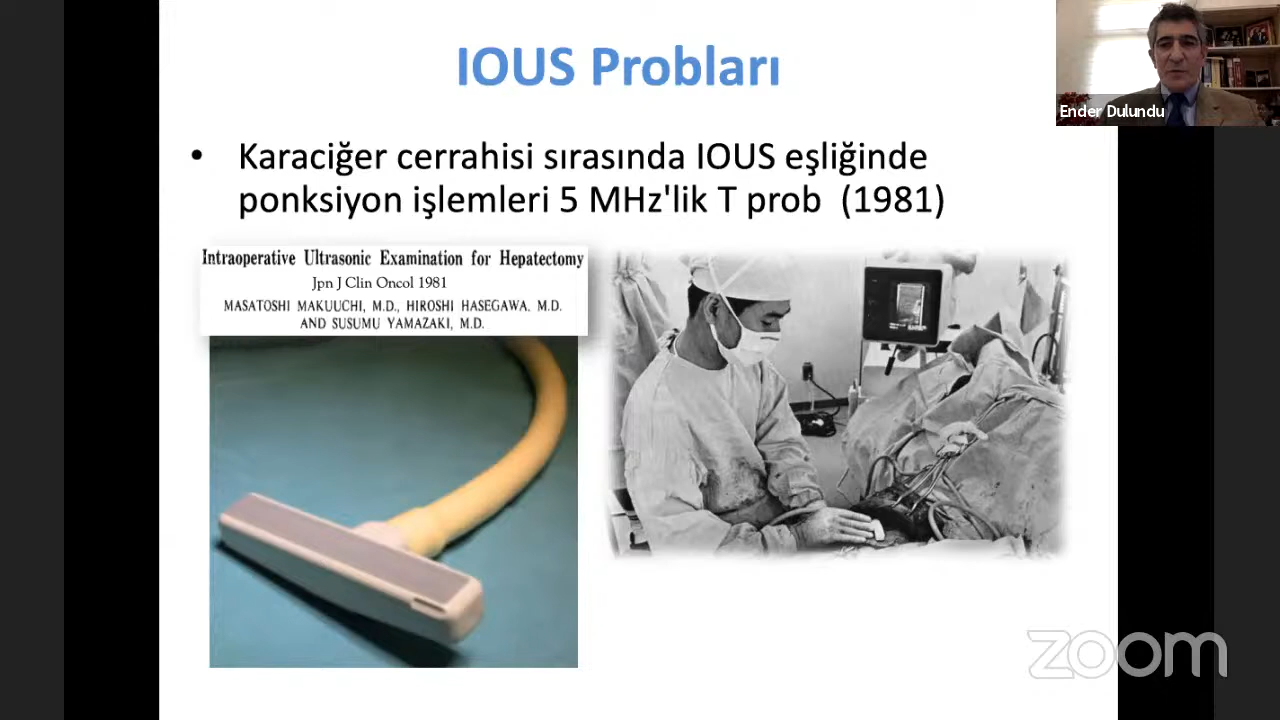 IOUS Probları
Ender Dulundu
• Karaciğer cerrahisi sırasında IOUS eşliğinde
ponksiyon işlemleri 5 MHz'lik T prob (1981)
Intraoperative Ultrasonic Examination for Hepatectomy
Jpn J Clin Oncol 1981
MASATOSHI MAKUUCHI, M.D., HIROSHI HASEGAWA. M.D.
AND SUSUMU YAMAZAKI, M.D.
zoom